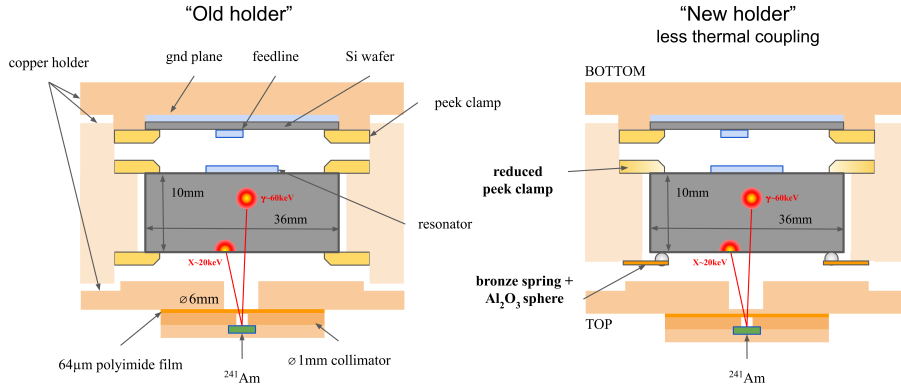 “Old holder”
gnd plane
feedline
Si wafer
copper holder
peek clamp
10mm
γ~60keV
36mm
resonator
X~20keV
⌀6mm
64μm polyimide film
⌀1mm collimator
²⁴¹Am
“New holder”
less thermal coupling
BOTTOM
reduced
peek clamp
10mm
γ~60keV
36mm
X~20keV
bronze spring +
Al₂O₃ sphere
TOP
²⁴¹Am